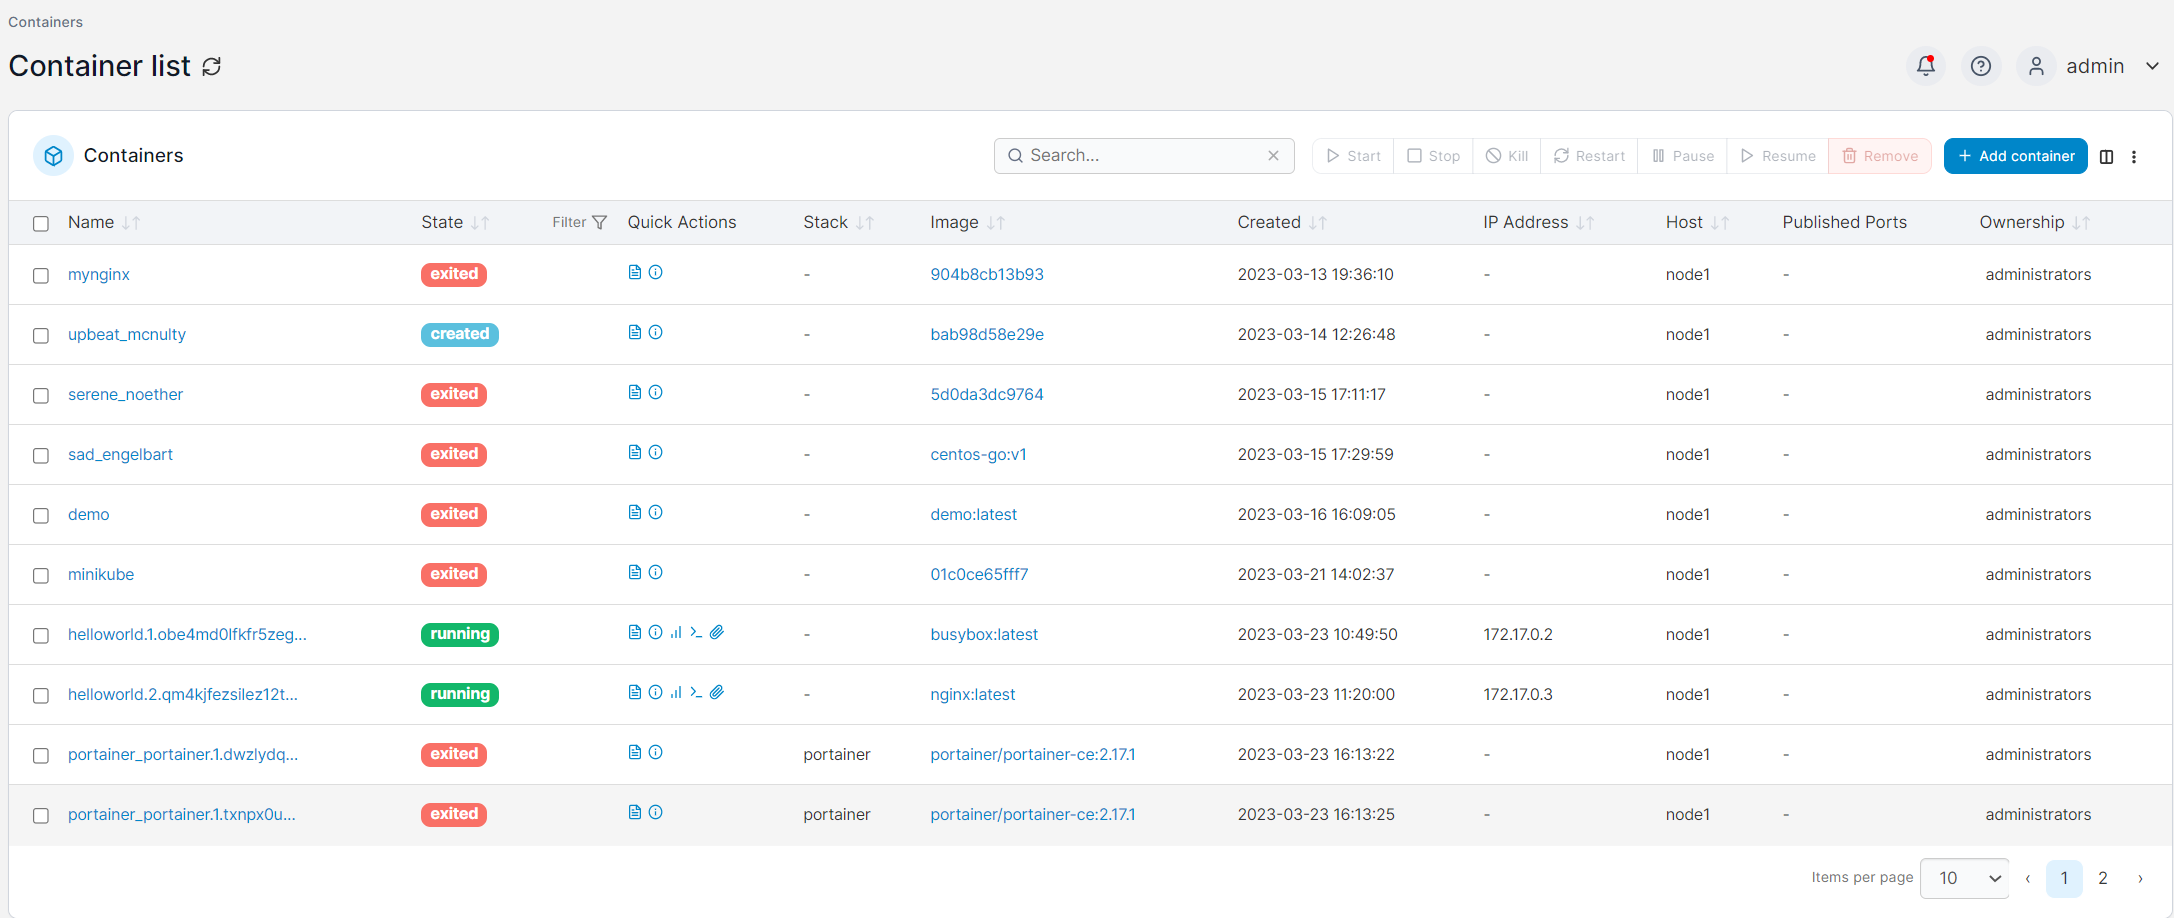 Containers
Container list
admin
Containers
Search...
Start
Stop
Kill
Restart
Pause
Resume
Remove
+ Add container
Name State Filter Quick Actions Stack Image Created IP Address Host Published Ports Ownership
mynginx exited - 904b8cb13b93 2023-03-13 19:36:10 - node1 - administrators
upbeat_mcnulty created - bab98d58e29e 2023-03-14 12:26:48 - node1 - administrators
serene_noether exited - 5d0da3dc9764 2023-03-15 17:11:17 - node1 - administrators
sad_engelbart exited - centos-go:v1 2023-03-15 17:29:59 - node1 - administrators
demo exited - demo:latest 2023-03-16 16:09:05 - node1 - administrators
minikube exited - 01c0ce65fff7 2023-03-21 14:02:37 - node1 - administrators
helloworld.1.obe4md0lfkfr5zeg... running - busybox:latest 2023-03-23 10:49:50 172.17.0.2 node1 - administrators
helloworld.2.qm4kjfezsilez12t... running - nginx:latest 2023-03-23 11:20:00 172.17.0.3 node1 - administrators
portainer_portainer.1.dwzlydq... exited portainer portainer/portainer-ce:2.17.1 2023-03-23 16:13:22 - node1 - administrators
portainer_portainer.1.txnpx0u... exited portainer portainer/portainer-ce:2.17.1 2023-03-23 16:13:25 - node1 - administrators
Items per page 10 ‹ 1 2 ›